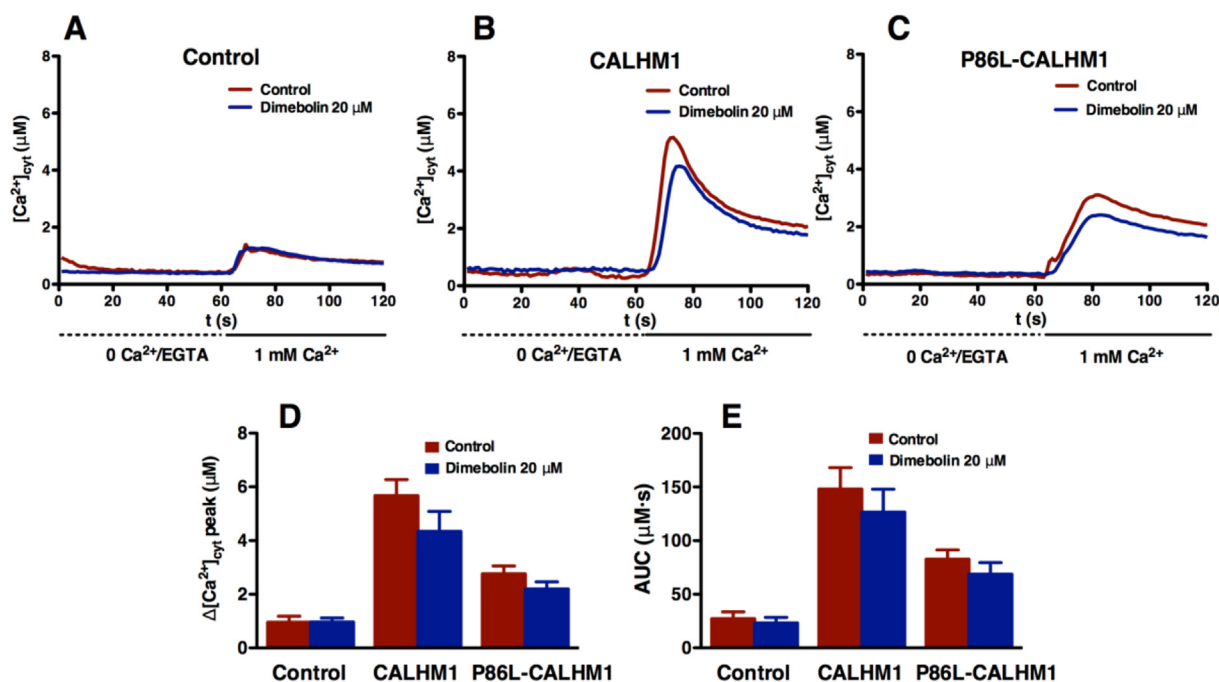 A
Control
Control
Dimebolin 20 μM
[Ca²⁺]cyt (μM)
8
6
4
2
0
0 20 40 60 80 100 120
t (s)
0 Ca²⁺/EGTA 1 mM Ca²⁺
B
CALHM1
Control
Dimebolin 20 μM
[Ca²⁺]cyt (μM)
8
6
4
2
0
0 20 40 60 80 100 120
t (s)
0 Ca²⁺/EGTA 1 mM Ca²⁺
C
P86L-CALHM1
Control
Dimebolin 20 μM
[Ca²⁺]cyt (μM)
8
6
4
2
0
0 20 40 60 80 100 120
t (s)
0 Ca²⁺/EGTA 1 mM Ca²⁺
D
Control
Dimebolin 20 μM
Δ[Ca²⁺]cyt peak (μM)
8
6
4
2
0
Control CALHM1 P86L-CALHM1
E
Control
Dimebolin 20 μM
AUC (μM·s)
200
150
100
50
0
Control CALHM1 P86L-CALHM1